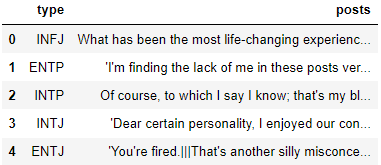 type posts
0 INFJ What has been the most life-changing experienc...
1 ENTP 'I'm finding the lack of me in these posts ver...
2 INTP Of course, to which I say I know; that's my bl...
3 INTJ 'Dear certain personality, I enjoyed our con...
4 ENTJ 'You're fired.|||That's another silly misconce...